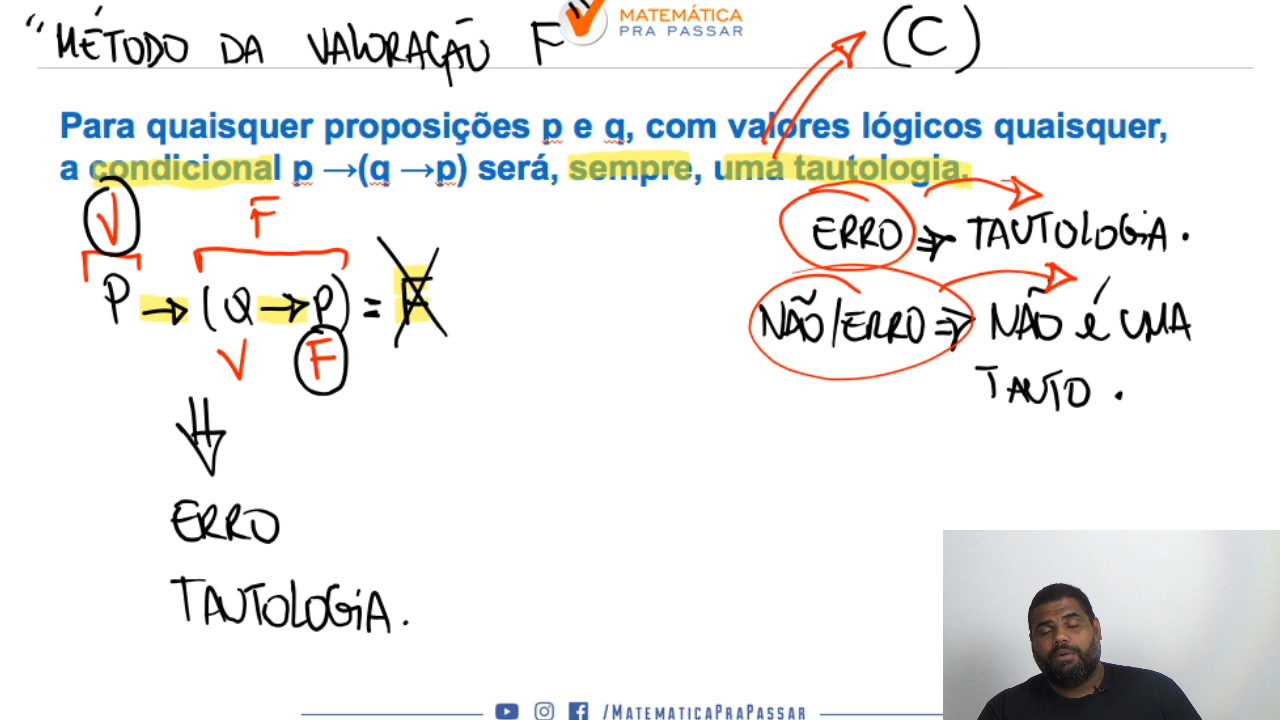 "MÉTODO DA VALORAÇÃO F"
MATEMÁTICA
PRA PASSAR
(C)
Para quaisquer proposições p e q, com valores lógicos quaisquer,
a condicional p →(q →p) será, sempre, uma tautologia.
V
F
P → (Q → P) = F
V
F
ERRO
TAUTOLOGIA.
ERRO ⇒ TAUTOLOGIA.
NÃO/ERRO ⇒ NÃO É UMA
TAUTO.
/MATEMATICAPRAPASSAR